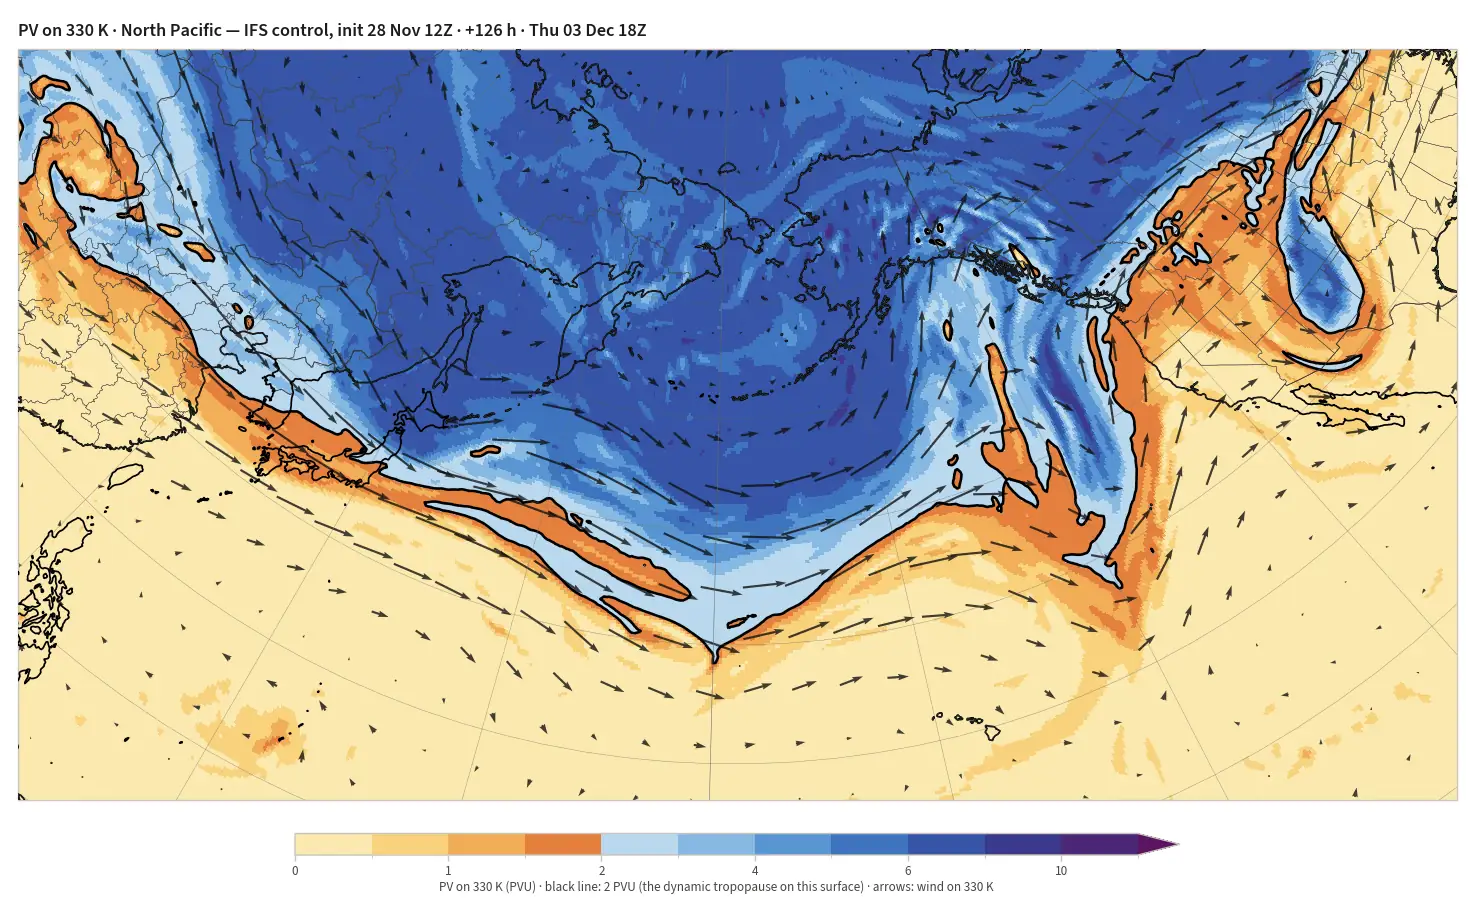 PV on 330 K · North Pacific — IFS control, init 28 Nov 12Z · +126 h · Thu 03 Dec 18Z
0 1 2 4 6 10
PV on 330 K (PVU) · black line: 2 PVU (the dynamic tropopause on this surface) · arrows: wind on 330 K